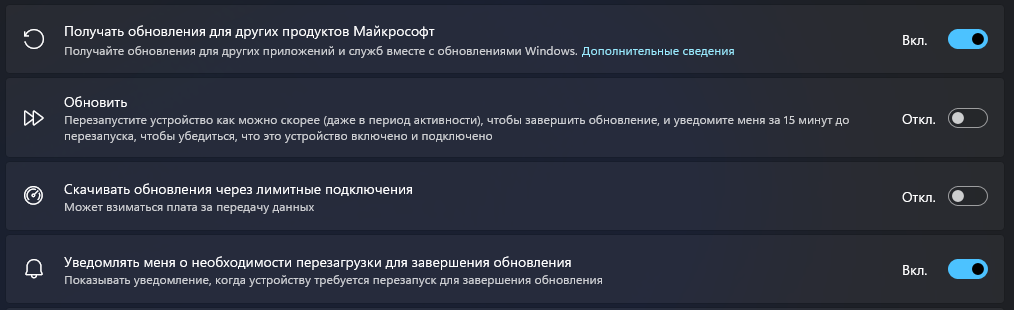 Получать обновления для других продуктов Майкрософт
Получайте обновления для других приложений и служб вместе с обновлениями Windows. Дополнительные сведения
Вкл.
Обновить
Перезапустите устройство как можно скорее (даже в период активности), чтобы завершить обновление, и уведомите меня за 15 минут до
перезапуска, чтобы убедиться, что это устройство включено и подключено
Откл.
Скачивать обновления через лимитные подключения
Может взиматься плата за передачу данных
Откл.
Уведомлять меня о необходимости перезагрузки для завершения обновления
Показывать уведомление, когда устройству требуется перезапуск для завершения обновления
Вкл.